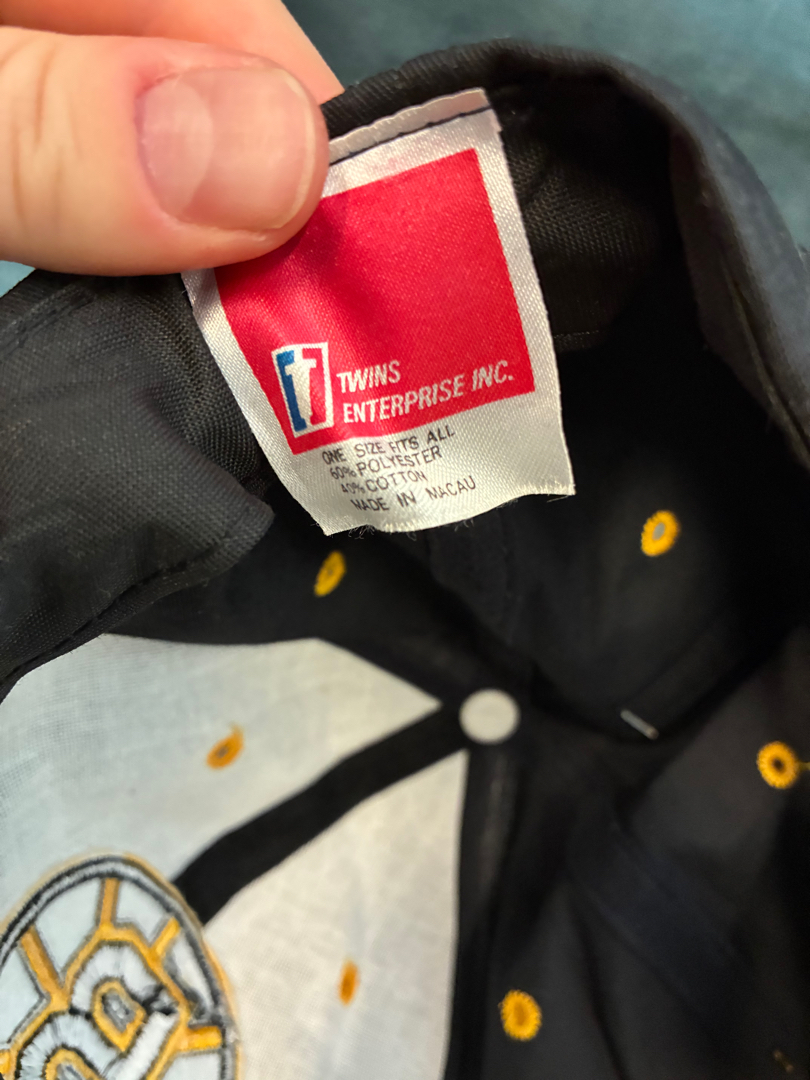 TWINS
ENTERPRISE INC.
ONE SIZE FITS ALL
60% POLYESTER
40% COTTON
MADE IN MACAU